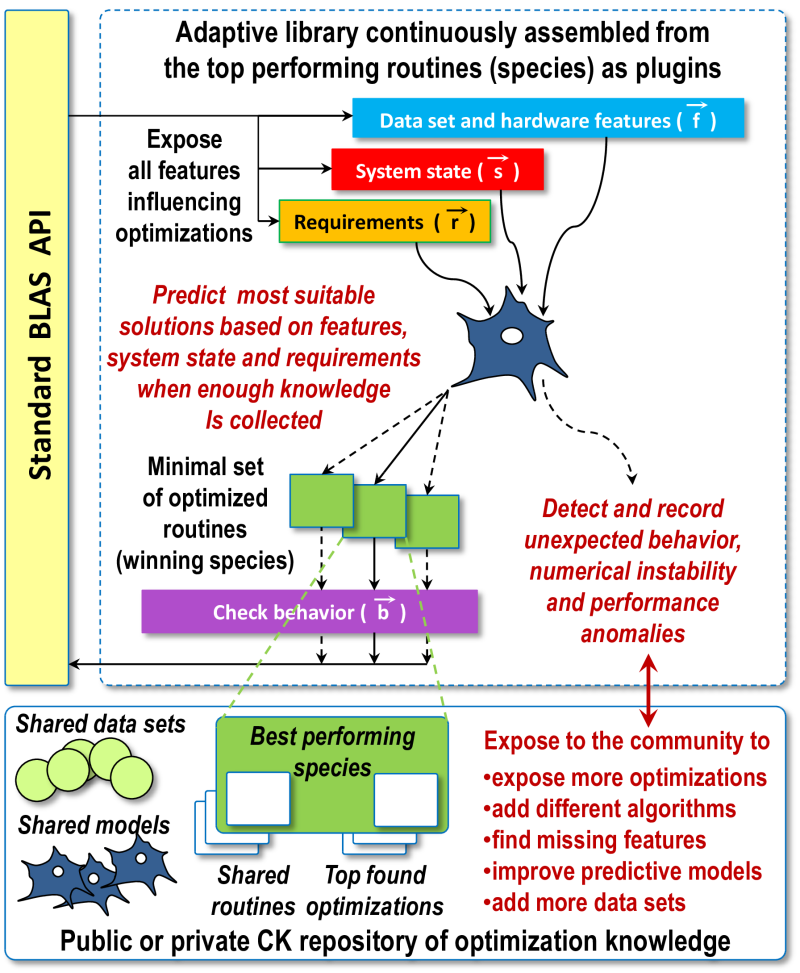 Adaptive library continuously assembled from
the top performing routines (species) as plugins
Standard BLAS API
Expose
all features
influencing
optimizations
Data set and hardware features ( f⃗ )
System state ( s⃗ )
Requirements ( r⃗ )
Predict most suitable
solutions based on features,
system state and requirements
when enough knowledge
Is collected
Minimal set
of optimized
routines
(winning species)
Detect and record
unexpected behavior,
numerical instability
and performance
anomalies
Check behavior ( b⃗ )
Shared data sets
Shared models
Best performing
species
Shared
routines
Top found
optimizations
Expose to the community to
•expose more optimizations
•add different algorithms
•find missing features
•improve predictive models
•add more data sets
Public or private CK repository of optimization knowledge